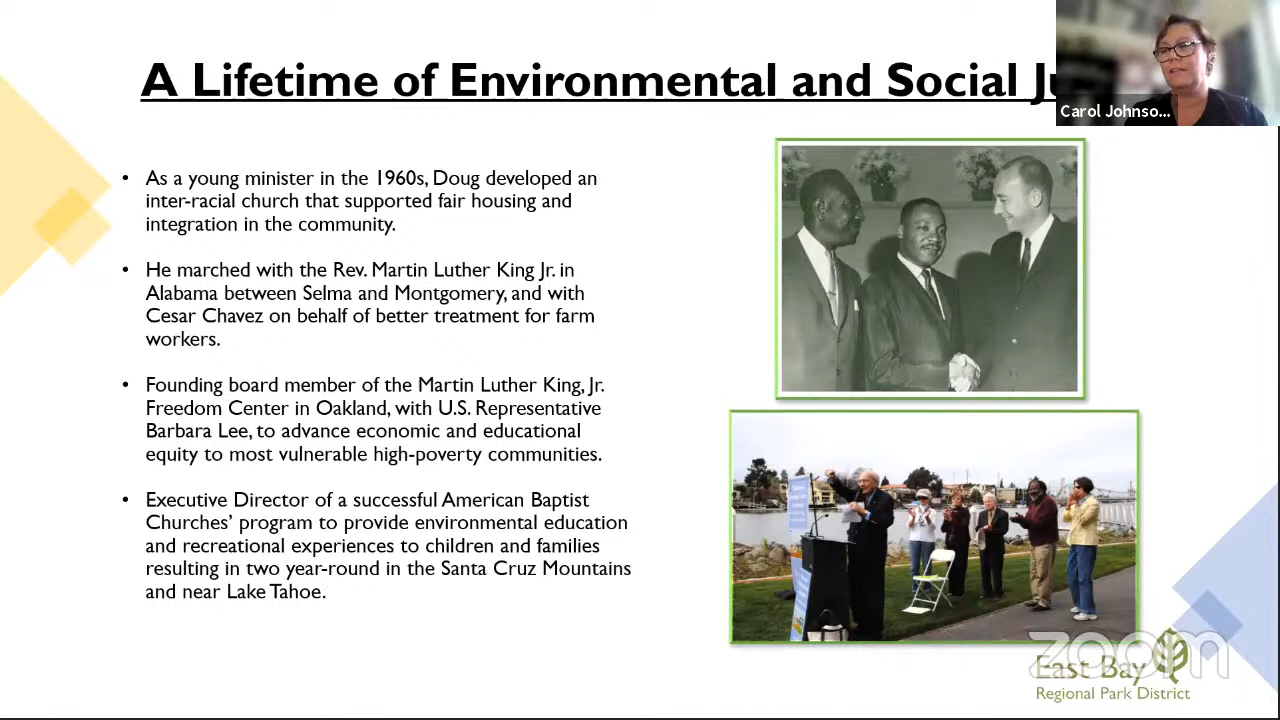 A Lifetime of Environmental and Social Ju
Carol Johnso...
• As a young minister in the 1960s, Doug developed an
inter-racial church that supported fair housing and
integration in the community.
• He marched with the Rev. Martin Luther King Jr. in
Alabama between Selma and Montgomery, and with
Cesar Chavez on behalf of better treatment for farm
workers.
• Founding board member of the Martin Luther King, Jr.
Freedom Center in Oakland, with U.S. Representative
Barbara Lee, to advance economic and educational
equity to most vulnerable high-poverty communities.
• Executive Director of a successful American Baptist
Churches' program to provide environmental education
and recreational experiences to children and families
resulting in two year-round in the Santa Cruz Mountains
and near Lake Tahoe.
zoom
East Bay
Regional Park District